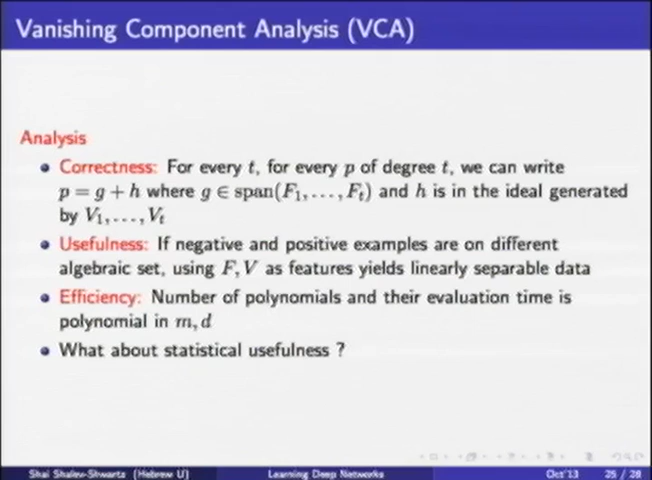 Vanishing Component Analysis (VCA)
Analysis
Correctness: For every t, for every p of degree t, we can write
p = g + h where g ∈ span(F₁, . . . , Fₜ) and h is in the ideal generated
by V₁, . . . , Vₜ
Usefulness: If negative and positive examples are on different
algebraic set, using F, V as features yields linearly separable data
Efficiency: Number of polynomials and their evaluation time is
polynomial in m, d
What about statistical usefulness ?
Shai Shalev-Shwartz (Hebrew U) Learning Deep Networks Oct'13 25 / 28